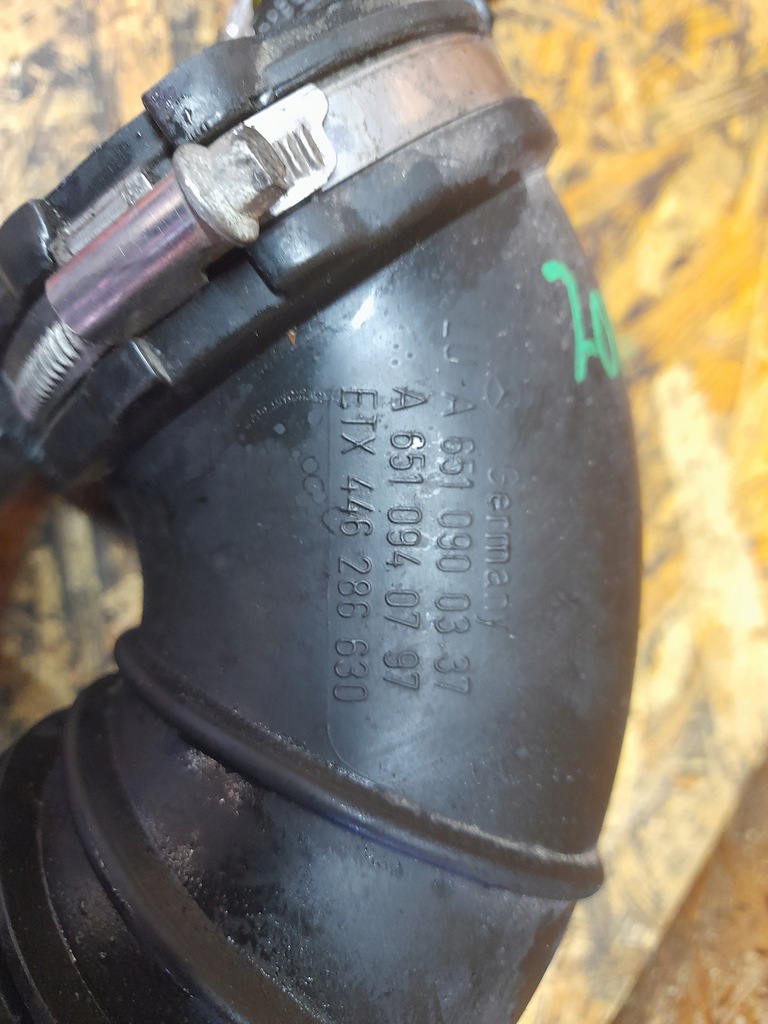 Germany
A 651 090 03 37
A 651 094 07 97
ETX 446 286 630